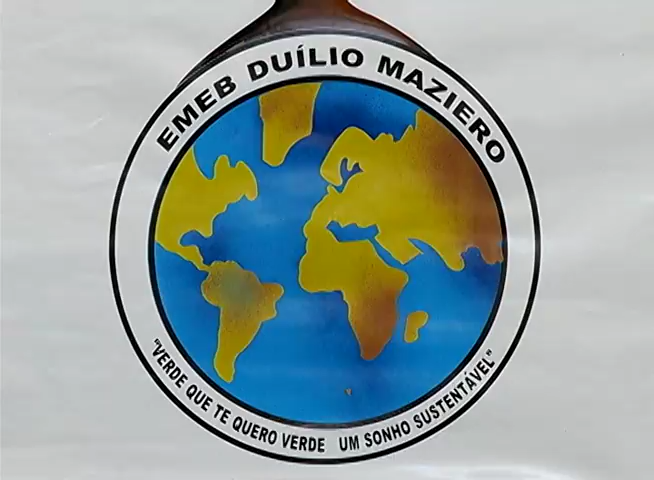 EMEB DUÍLIO MAZIERO
"VERDE QUE TE QUERO VERDE UM SONHO SUSTENTÁVEL"